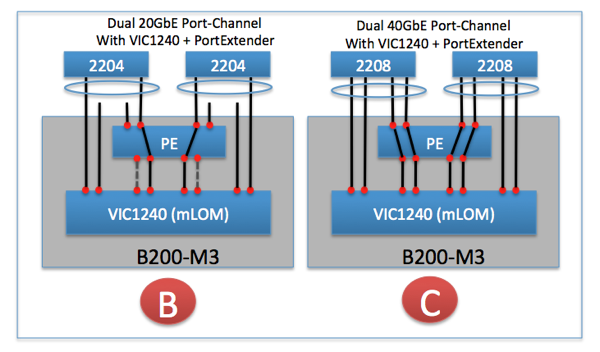 Dual 20GbE Port-Channel
With VIC1240 + PortExtender
2204
2204
PE
VIC1240 (mLOM)
B200-M3
B
Dual 40GbE Port-Channel
With VIC1240 + PortExtender
2208
2208
PE
VIC1240 (mLOM)
B200-M3
C